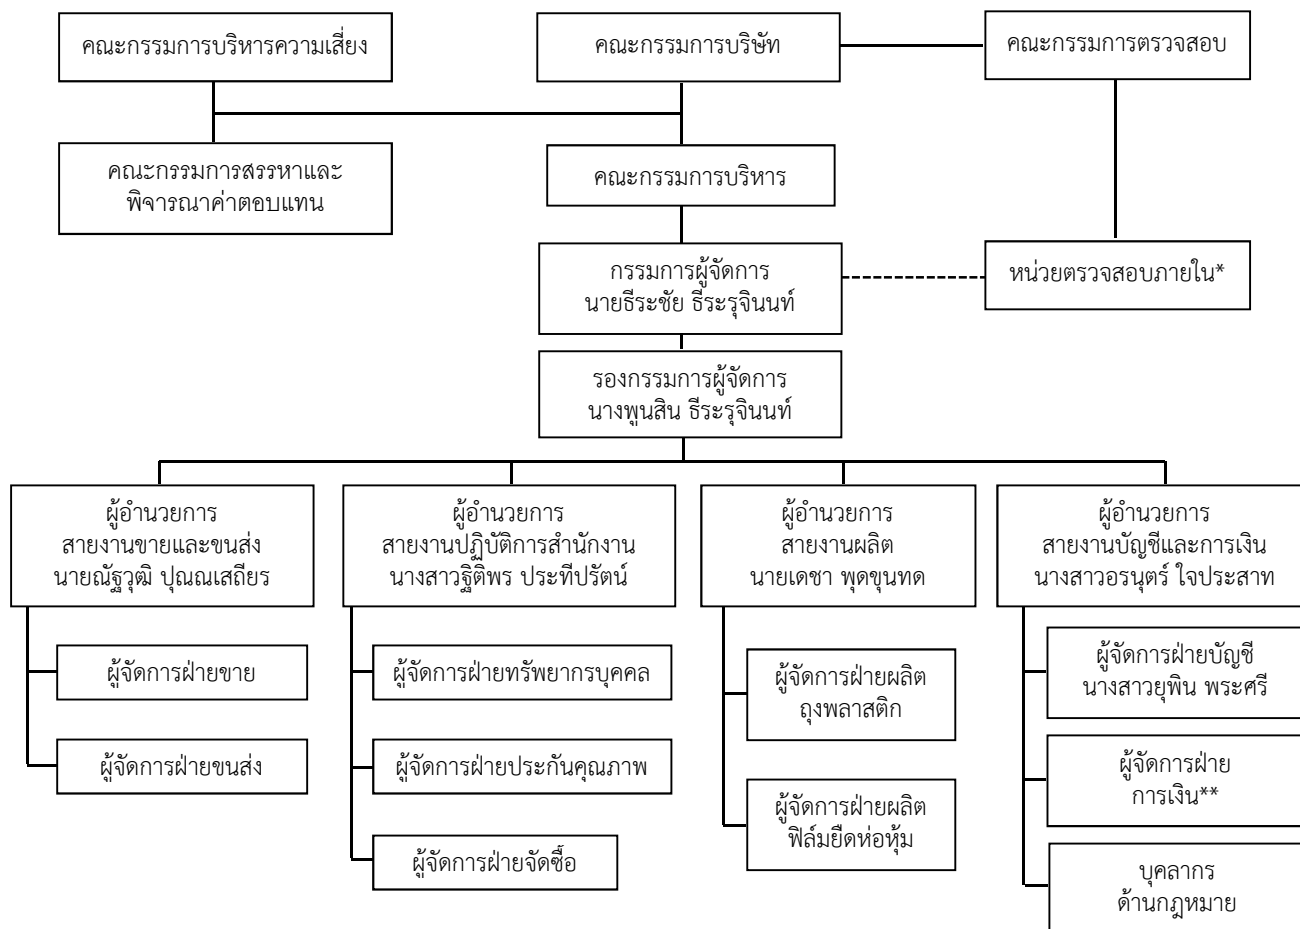 คณะกรรมการบริหารความเสี่ยง
คณะกรรมการบริษัท
คณะกรรมการตรวจสอบ
คณะกรรมการสรรหาและ
พิจารณาค่าตอบแทน
คณะกรรมการบริหาร
กรรมการผู้จัดการ
นายธีระชัย ธีระรุจินนท์
หน่วยตรวจสอบภายใน*
รองกรรมการผู้จัดการ
นางพูนสิน ธีระรุจินนท์
ผู้อำนวยการ
สายงานขายและขนส่ง
นายณัฐวุฒิ ปุณณเสถียร
ผู้จัดการฝ่ายขาย
ผู้จัดการฝ่ายขนส่ง
ผู้อำนวยการ
สายงานปฏิบัติการสำนักงาน
นางสาวฐิติพร ประทีปรัตน์
ผู้จัดการฝ่ายทรัพยากรบุคคล
ผู้จัดการฝ่ายประกันคุณภาพ
ผู้จัดการฝ่ายจัดซื้อ
ผู้อำนวยการ
สายงานผลิต
นายเดชา พุดขุนทด
ผู้จัดการฝ่ายผลิต
ถุงพลาสติก
ผู้จัดการฝ่ายผลิต
ฟิล์มยืดห่อหุ้ม
ผู้อำนวยการ
สายงานบัญชีและการเงิน
นางสาวอรนุตร์ ใจประสาท
ผู้จัดการฝ่ายบัญชี
นางสาวยุพิน พระศรี
ผู้จัดการฝ่าย
การเงิน**
บุคลากร
ด้านกฎหมาย